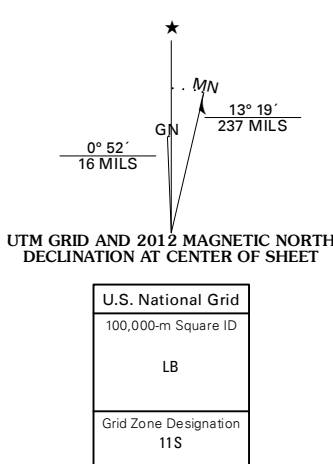 ★
MN
GN
13° 19´
237 MILS
0° 52´
16 MILS
UTM GRID AND 2012 MAGNETIC NORTH
DECLINATION AT CENTER OF SHEET
U.S. National Grid
100,000-m Square ID
LB
Grid Zone Designation
11S